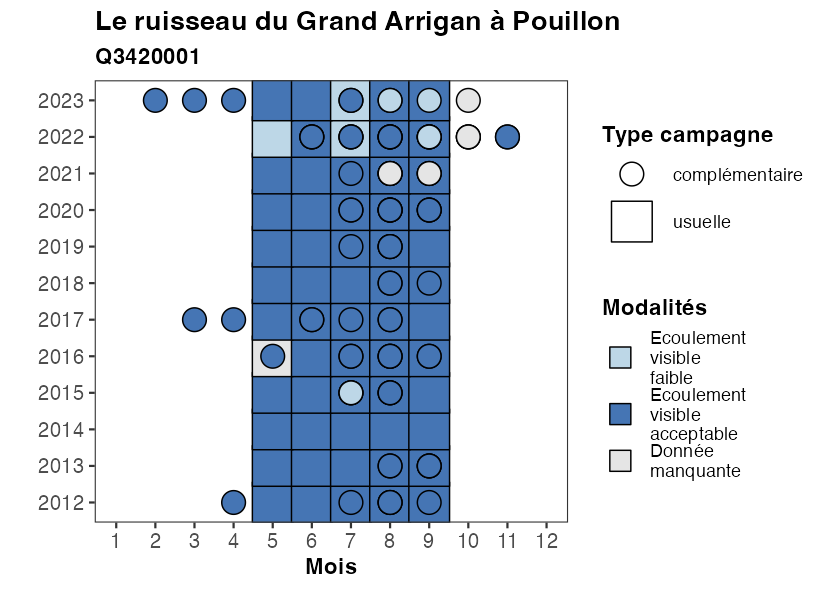 Le ruisseau du Grand Arrigan à Pouillon
Q3420001
2023
2022
2021
2020
2019
2018
2017
2016
2015
2014
2013
2012
1 2 3 4 5 6 7 8 9 10 11 12
Mois
Type campagne
complémentaire
usuelle
Modalités
Ecoulement
visible
faible
Ecoulement
visible
acceptable
Donnée
manquante